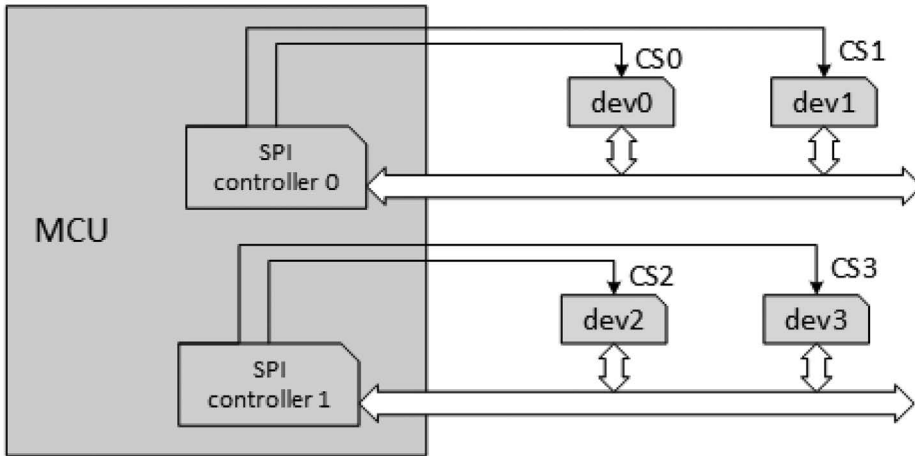 CS0
CS1
dev0
dev1
SPI
controller 0
MCU
CS2
CS3
dev2
dev3
SPI
controller 1